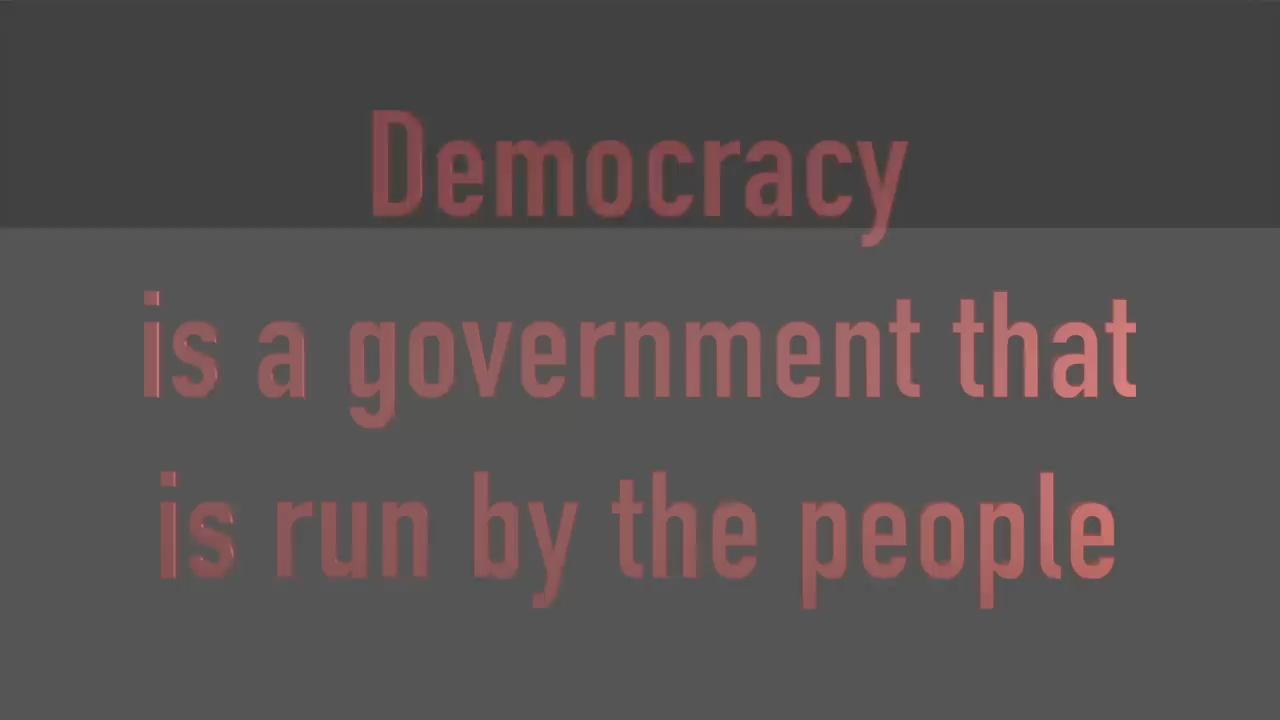 Democracy
is a government that
is run by the people